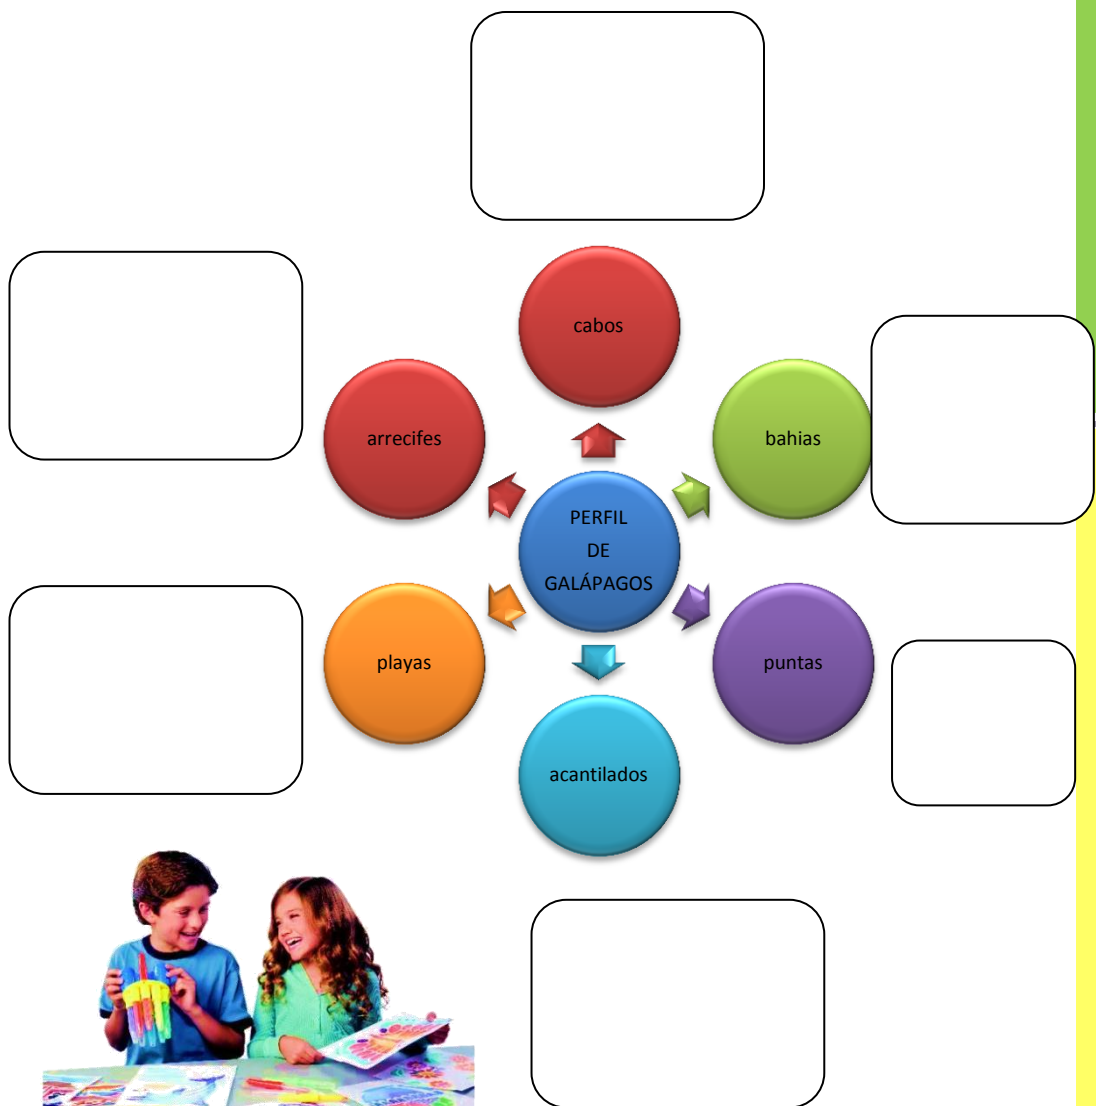 cabos
arrecifes
bahias
PERFIL
DE
GALÁPAGOS
playas
puntas
acantilados